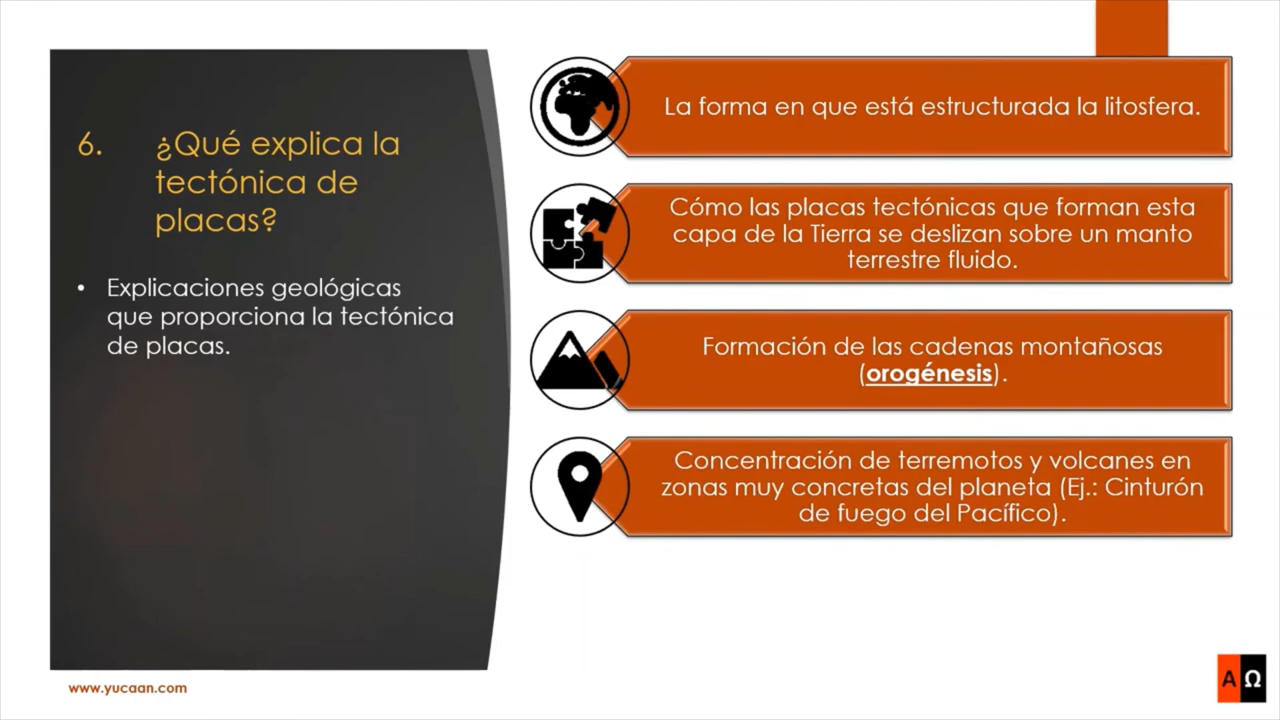 6. ¿Qué explica la
tectónica de
placas?
• Explicaciones geológicas
que proporciona la tectónica
de placas.
La forma en que está estructurada la litosfera.
Cómo las placas tectónicas que forman esta
capa de la Tierra se deslizan sobre un manto
terrestre fluido.
Formación de las cadenas montañosas
(orogénesis).
Concentración de terremotos y volcanes en
zonas muy concretas del planeta (Ej.: Cinturón
de fuego del Pacífico).
www.yucaan.com
AΩ